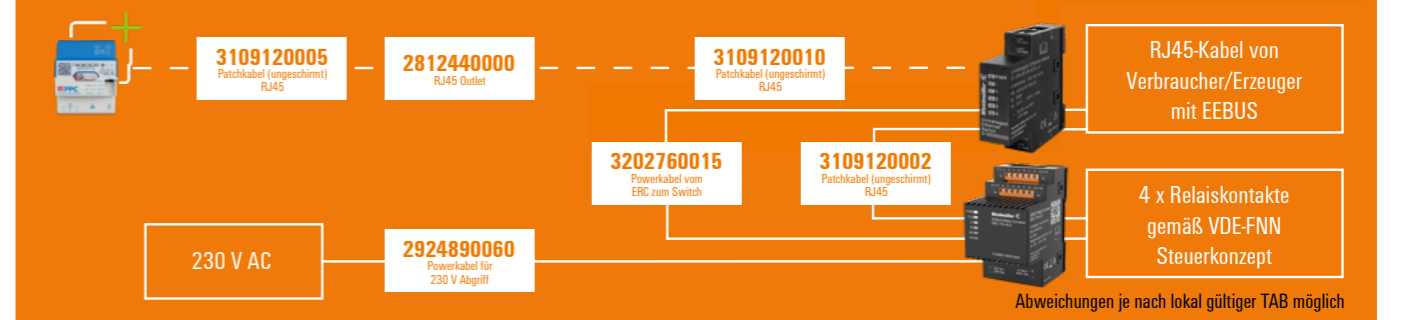 3109120005
Patchkabel (ungeschirmt)
RJ45
2812440000
RJ45 Outlet
3109120010
Patchkabel (ungeschirmt)
RJ45
RJ45-Kabel von
Verbraucher/Erzeuger
mit EEBUS
PPC
3202760015
Powerkabel vom
ERC zum Switch
3109120002
Patchkabel (ungeschirmt)
RJ45
Weidmüller
4 x Relaiskontakte
gemäß VDE-FNN
Steuerkonzept
230 V AC
2924890060
Powerkabel für
230 V Abgriff
Abweichungen je nach lokal gültiger TAB möglich